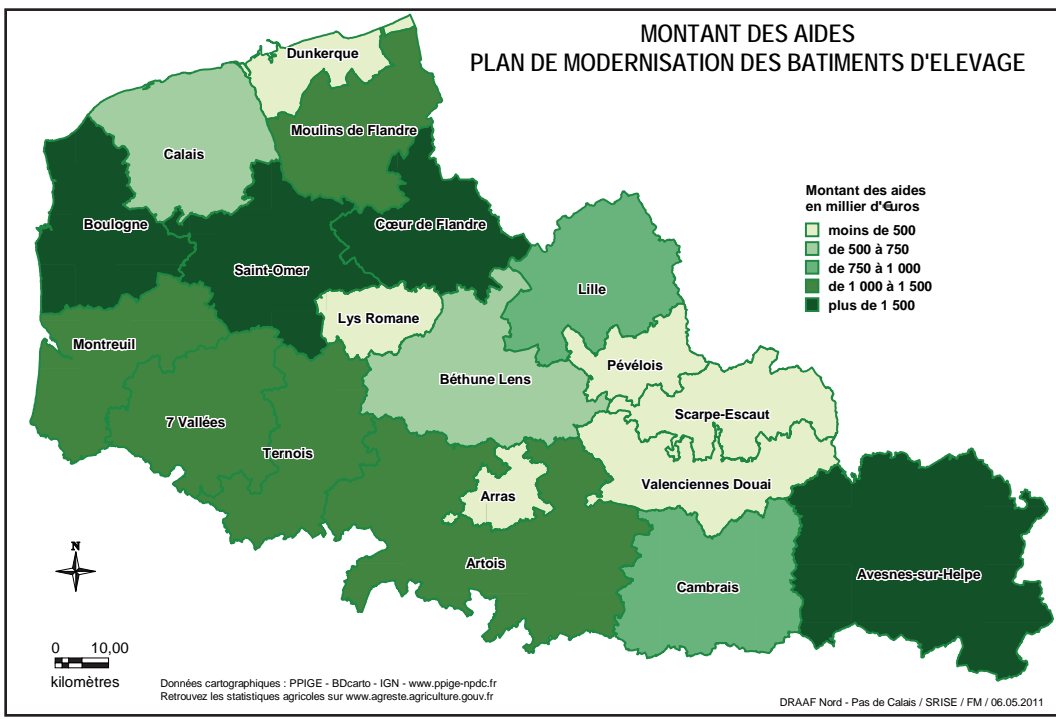 MONTANT DES AIDES
PLAN DE MODERNISATION DES BATIMENTS D'ELEVAGE
Dunkerque
Moulins de Flandre
Calais
Boulogne
Cœur de Flandre
Saint-Omer
Lille
Lys Romane
Montreuil
Béthune Lens
Pévélois
Scarpe-Escaut
7 Vallées
Ternois
Valenciennes Douai
Arras
Artois
Cambrais
Avesnes-sur-Helpe
Montant des aides
en millier d'€uros
moins de 500
de 500 à 750
de 750 à 1 000
de 1 000 à 1 500
plus de 1 500
N
0 10,00
kilomètres
Données cartographiques : PPIGE - BDcarto - IGN - www.ppige-npdc.fr
Retrouvez les statistiques agricoles sur www.agreste.agriculture.gouv.fr
DRAAF Nord - Pas de Calais / SRISE / FM / 06.05.2011